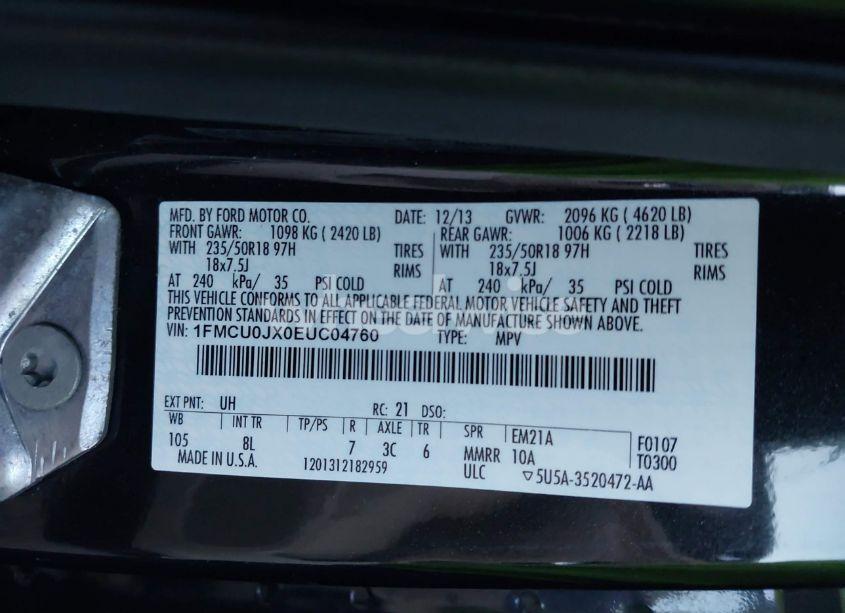 MFD. BY FORD MOTOR CO. DATE: 12/13 GVWR: 2096 KG ( 4620 LB)
FRONT GAWR: 1098 KG ( 2420 LB) REAR GAWR: 1006 KG ( 2218 LB)
WITH 235/50R18 97H TIRES WITH 235/50R18 97H TIRES
18x7.5J RIMS 18x7.5J RIMS
AT 240 kPa/ 35 PSI COLD AT 240 kPa/ 35 PSI COLD
THIS VEHICLE CONFORMS TO ALL APPLICABLE FEDERAL MOTOR VEHICLE SAFETY AND THEFT
PREVENTION STANDARDS IN EFFECT ON THE DATE OF MANUFACTURE SHOWN ABOVE.
VIN: 1FMCU0JX0EUC04760 TYPE: MPV
EXT PNT: UH RC: 21 DSO:
WB INT TR TP/PS R AXLE TR SPR EM21A F0107
105 8L 7 3C 6 MMRR 10A T0300
MADE IN U.S.A. 1201312182959 ULC ▽5U5A-3520472-AA